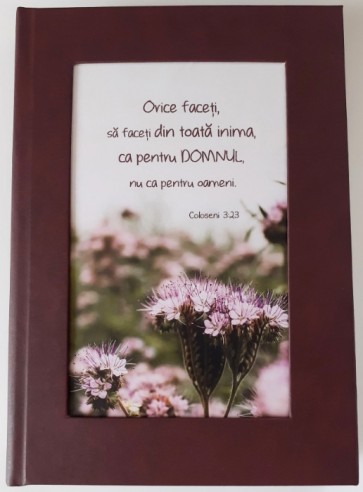 Orice faceți,
să faceți din toată inima,
ca pentru DOMNUL,
nu ca pentru oameni.
Coloseni 3:23